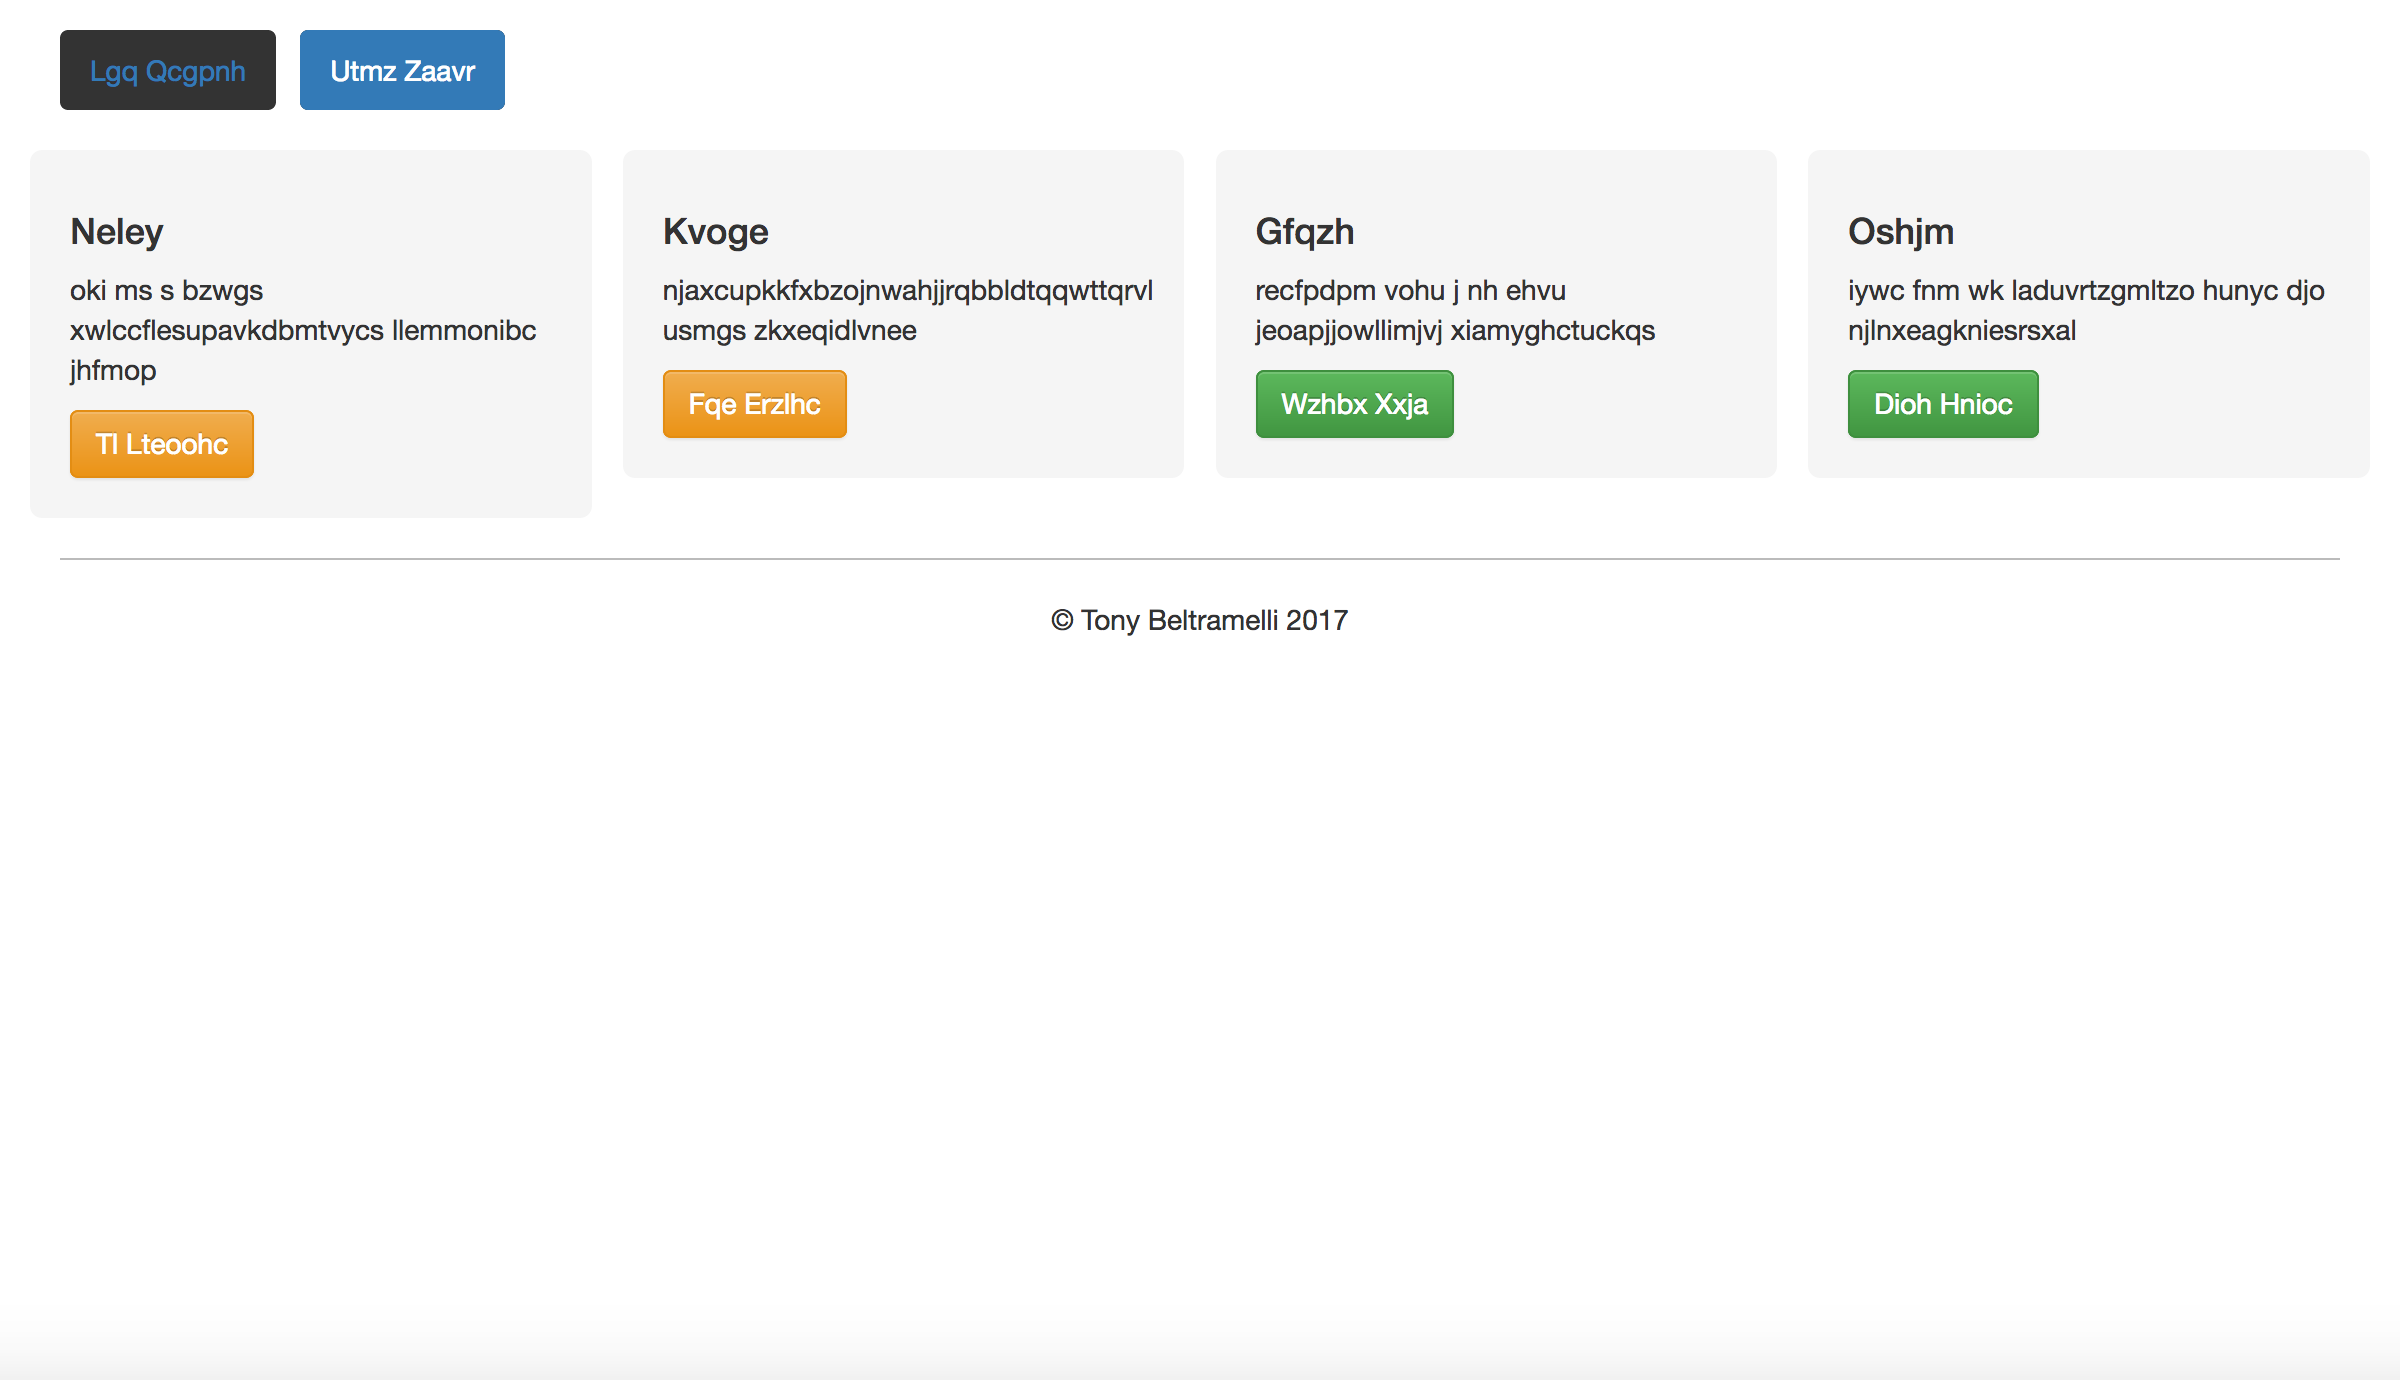 Lgq Qcgpnh
Utmz Zaavr
Neley
oki ms s bzwgs
xwlccflesupavkdbmtvycs llemmonibc
jhfmop
Tl Lteoohc
Kvoge
njaxcupkkfxbzojnwahjjrqbbldtqqwttqrvl
usmgs zkxeqidlvnee
Fqe Erzlhc
Gfqzh
recfpdpm vohu j nh ehvu
jeoapjjowllimjvj xiamyghctuckqs
Wzhbx Xxja
Oshjm
iywc fnm wk laduvrtzgmltzo hunyc djo
njlnxeagkniesrsxal
Dioh Hnioc
© Tony Beltramelli 2017